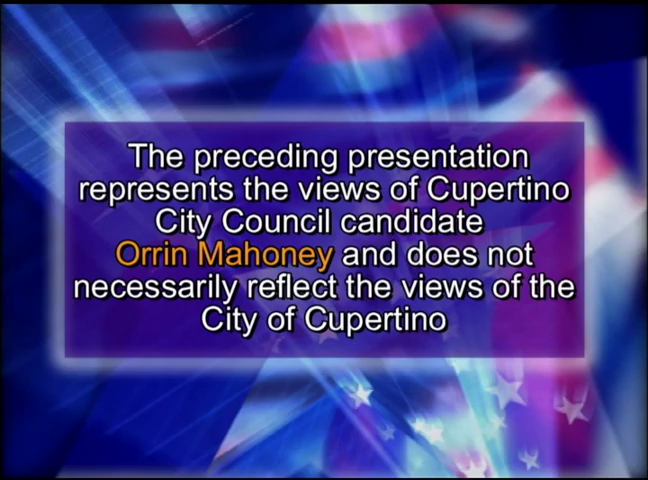 The preceding presentation
represents the views of Cupertino
City Council candidate
Orrin Mahoney and does not
necessarily reflect the views of the
City of Cupertino